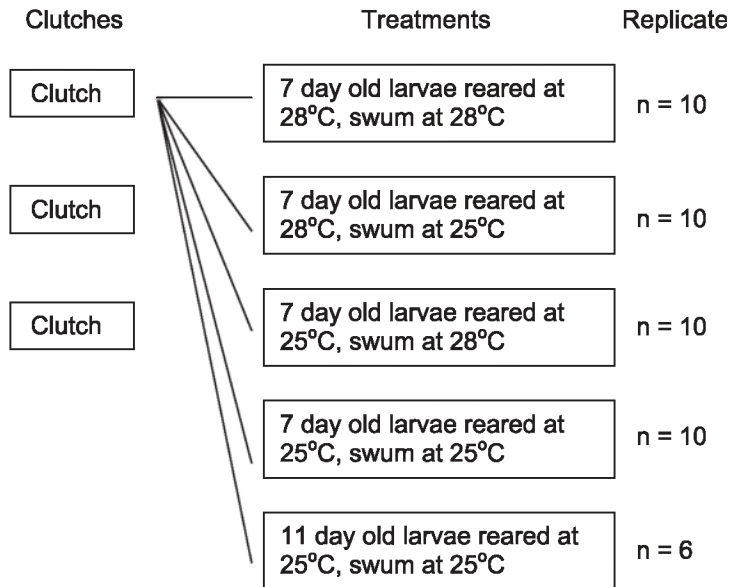 Clutches Treatments Replicate
Clutch
7 day old larvae reared at
28°C, swum at 28°C
n = 10
Clutch
7 day old larvae reared at
28°C, swum at 25°C
n = 10
Clutch
7 day old larvae reared at
25°C, swum at 28°C
n = 10
7 day old larvae reared at
25°C, swum at 25°C
n = 10
11 day old larvae reared at
25°C, swum at 25°C
n = 6